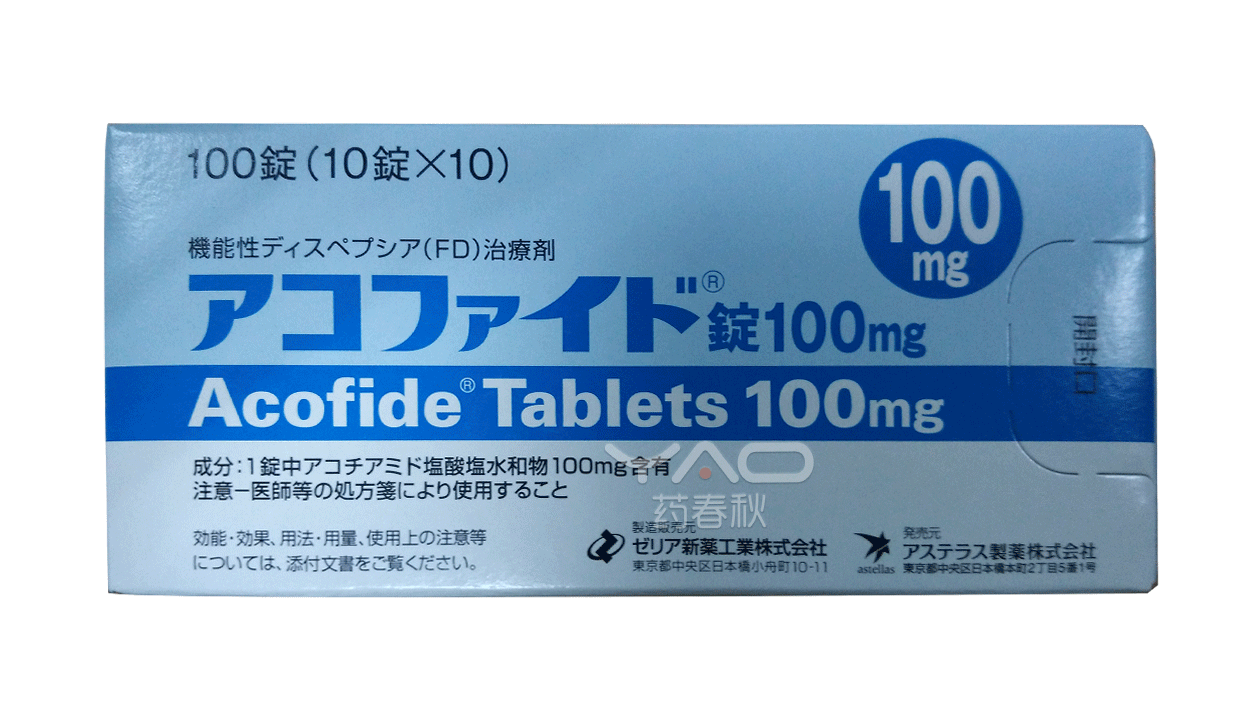 100錠(10錠×10)
100
mg
機能性ディスペプシア(FD)治療剤
アコファイド®錠100mg
開封口
Acofide® Tablets 100mg
成分:1錠中アコチアミド塩酸塩水和物100mg含有
注意−医師等の処方箋により使用すること
YAO
药春秋
効能・効果、用法・用量、使用上の注意等
については、添付文書をご覧ください。
製造販売元
ゼリア新薬工業株式会社
東京都中央区日本橋小舟町10-11
astellas
発売元
アステラス製薬株式会社
東京都中央区日本橋本町2丁目5番1号